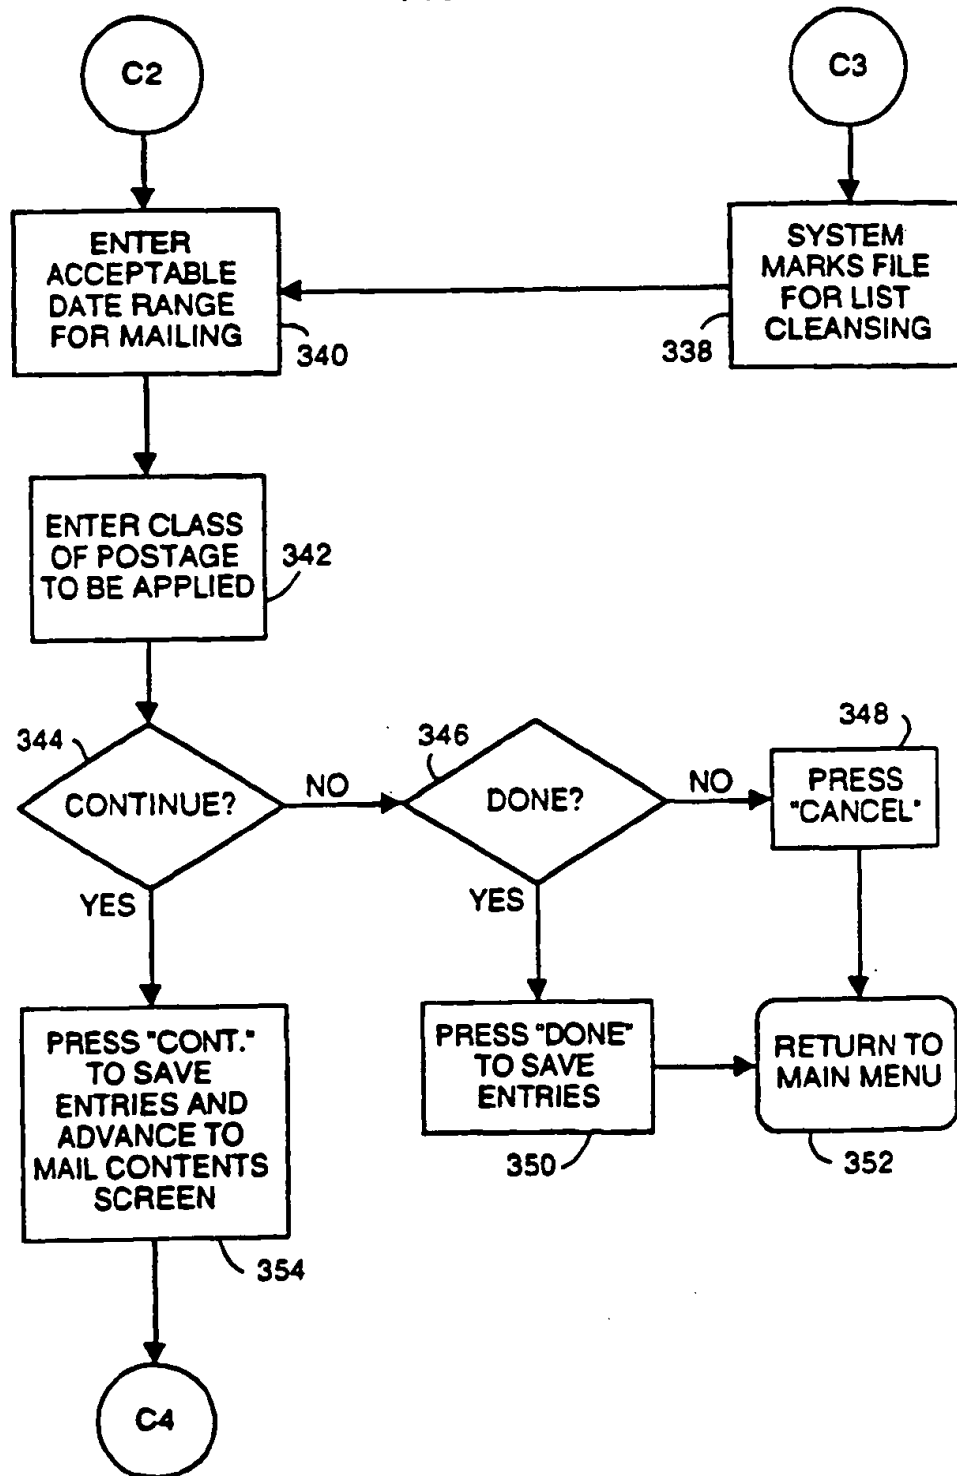 C2
C3
ENTER
ACCEPTABLE
DATE RANGE
FOR MAILING
340
SYSTEM
MARKS FILE
FOR LIST
CLEANSING
338
ENTER CLASS
OF POSTAGE
TO BE APPLIED
342
344
CONTINUE?
NO
YES
346
DONE?
NO
YES
348
PRESS
"CANCEL"
PRESS "CONT."
TO SAVE
ENTRIES AND
ADVANCE TO
MAIL CONTENTS
SCREEN
354
PRESS "DONE"
TO SAVE
ENTRIES
350
RETURN TO
MAIN MENU
352
C4